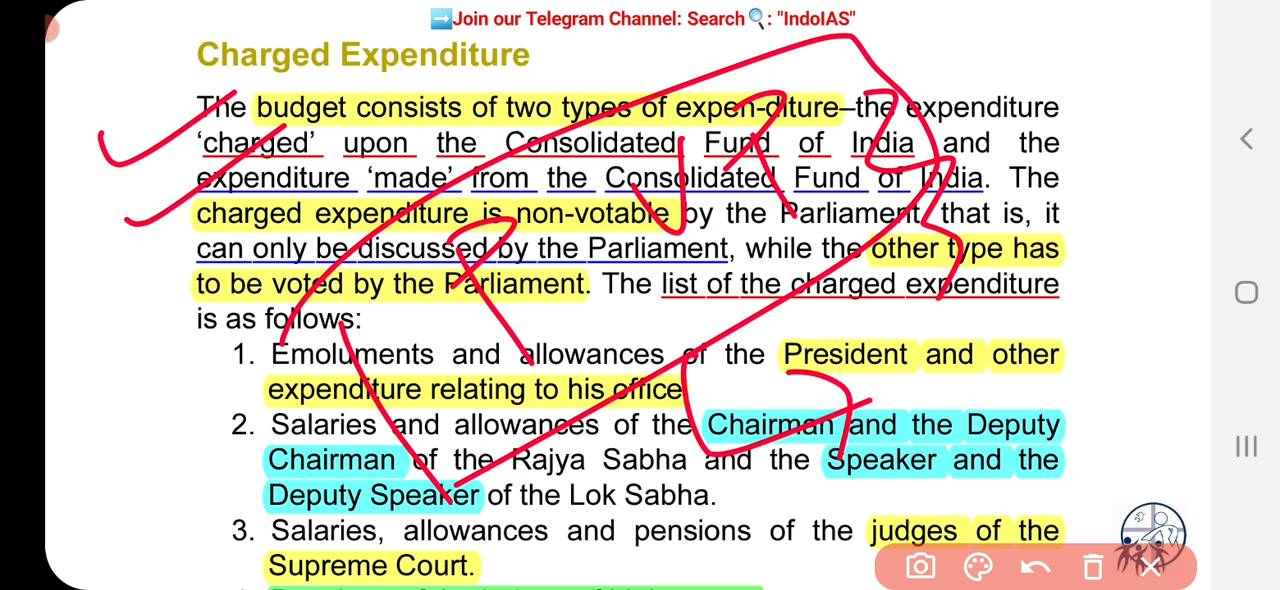 ➡Join our Telegram Channel: Search🔍: "IndoIAS"
Charged Expenditure
The budget consists of two types of expen-diture–the expenditure
‘charged’ upon the Consolidated Fund of India and the
expenditure ‘made’ from the Consolidated Fund of India. The
charged expenditure is non-votable by the Parliament, that is, it
can only be discussed by the Parliament, while the other type has
to be voted by the Parliament. The list of the charged expenditure
is as follows:
1. Emoluments and allowances of the President and other
expenditure relating to his office
2. Salaries and allowances of the Chairman and the Deputy
Chairman of the Rajya Sabha and the Speaker and the
Deputy Speaker of the Lok Sabha.
3. Salaries, allowances and pensions of the judges of the
Supreme Court.